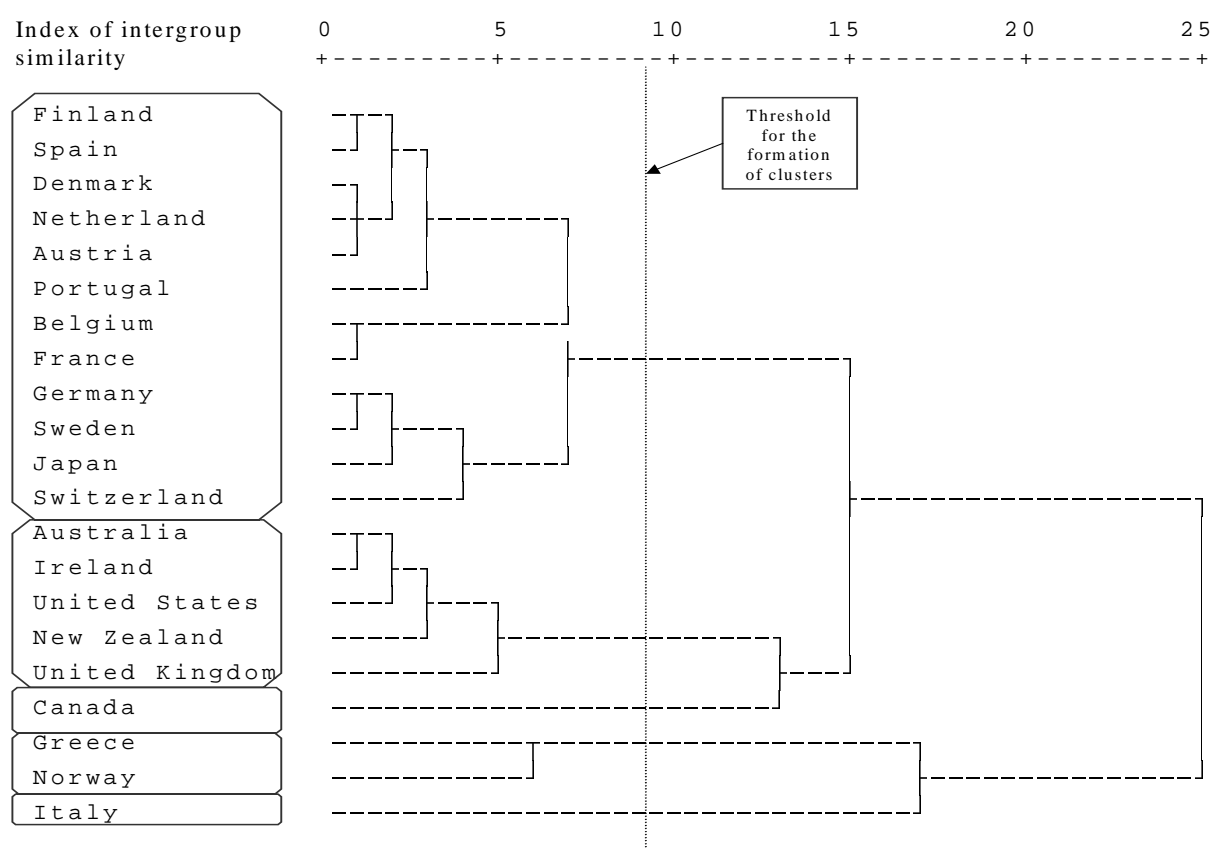 Index of intergroup
similarity
0 5 10 15 20 25
+--------+---------+---------+---------+---------+
Threshold
for the
formation
of clusters
Finland
Spain
Denmark
Netherland
Austria
Portugal
Belgium
France
Germany
Sweden
Japan
Switzerland
Australia
Ireland
United States
New Zealand
United Kingdom
Canada
Greece
Norway
Italy